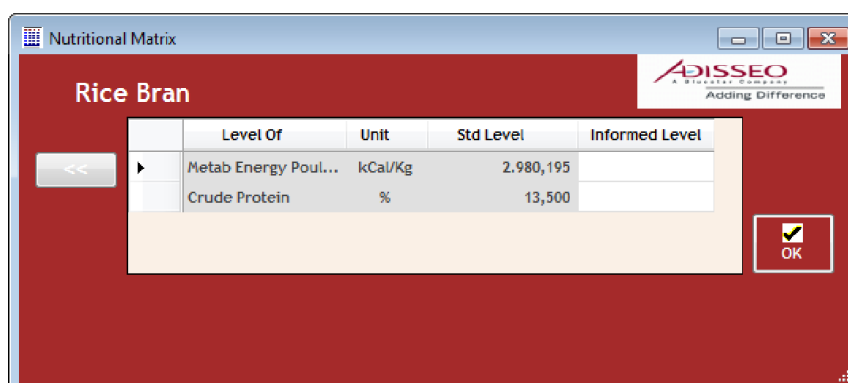 Nutritional Matrix
ADISSEO
A Bluestar Company
Adding Difference
Rice Bran
Level Of Unit Std Level Informed Level
<<
Metab Energy Poul... kCal/Kg 2.980,195
Crude Protein % 13,500
OK